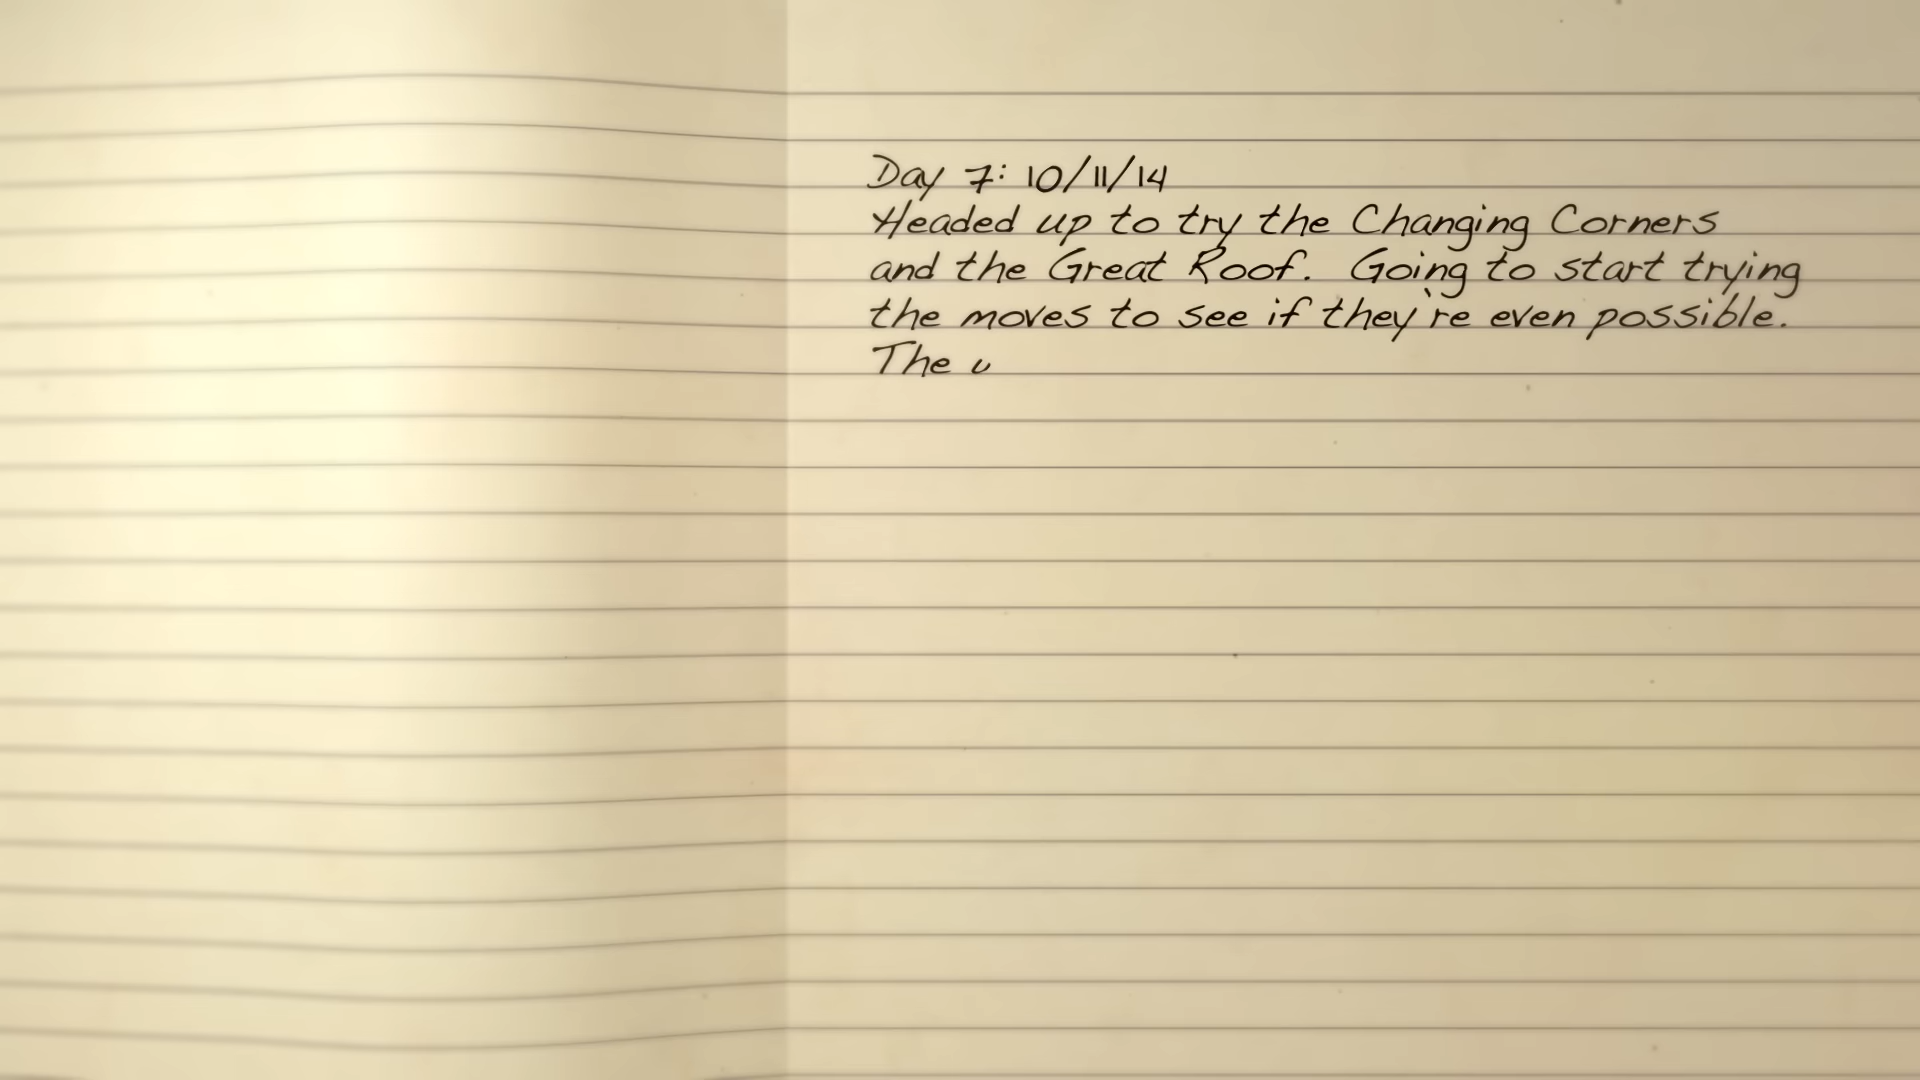 Day 7: 10/11/14
Headed up to try the Changing Corners
and the Great Roof. Going to start trying
the moves to see if they're even possible.
The